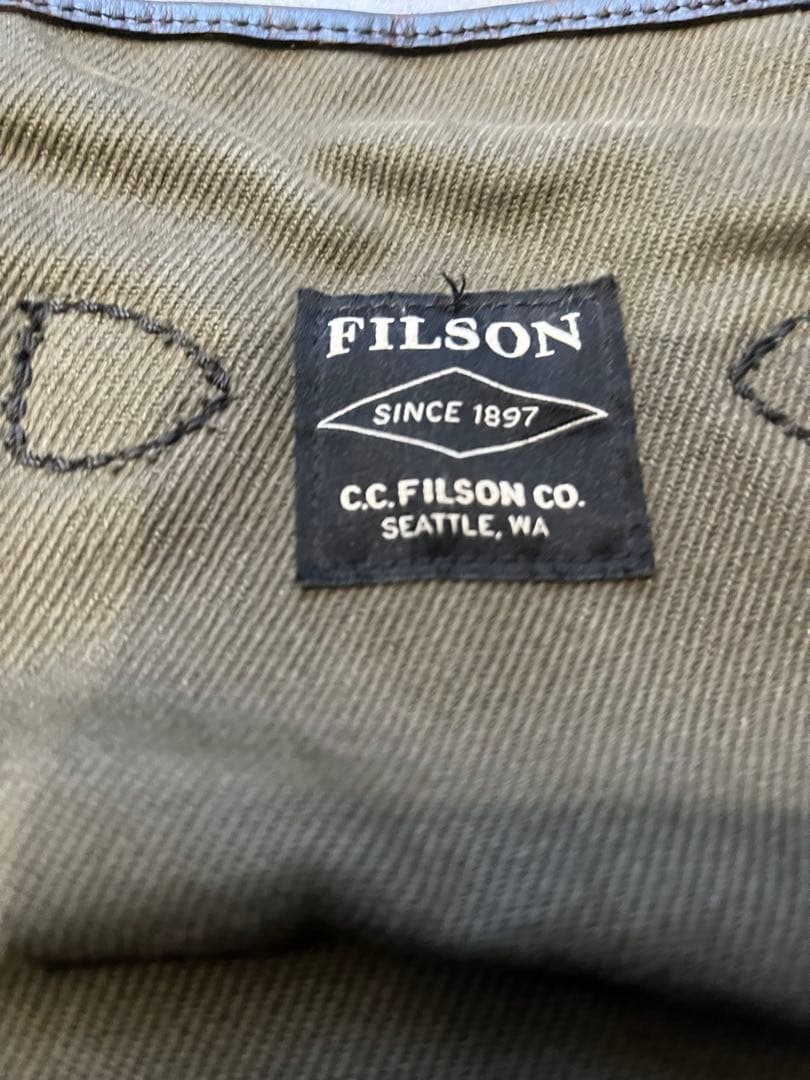 FILSON
SINCE 1897
C.C. FILSON CO.
SEATTLE, WA